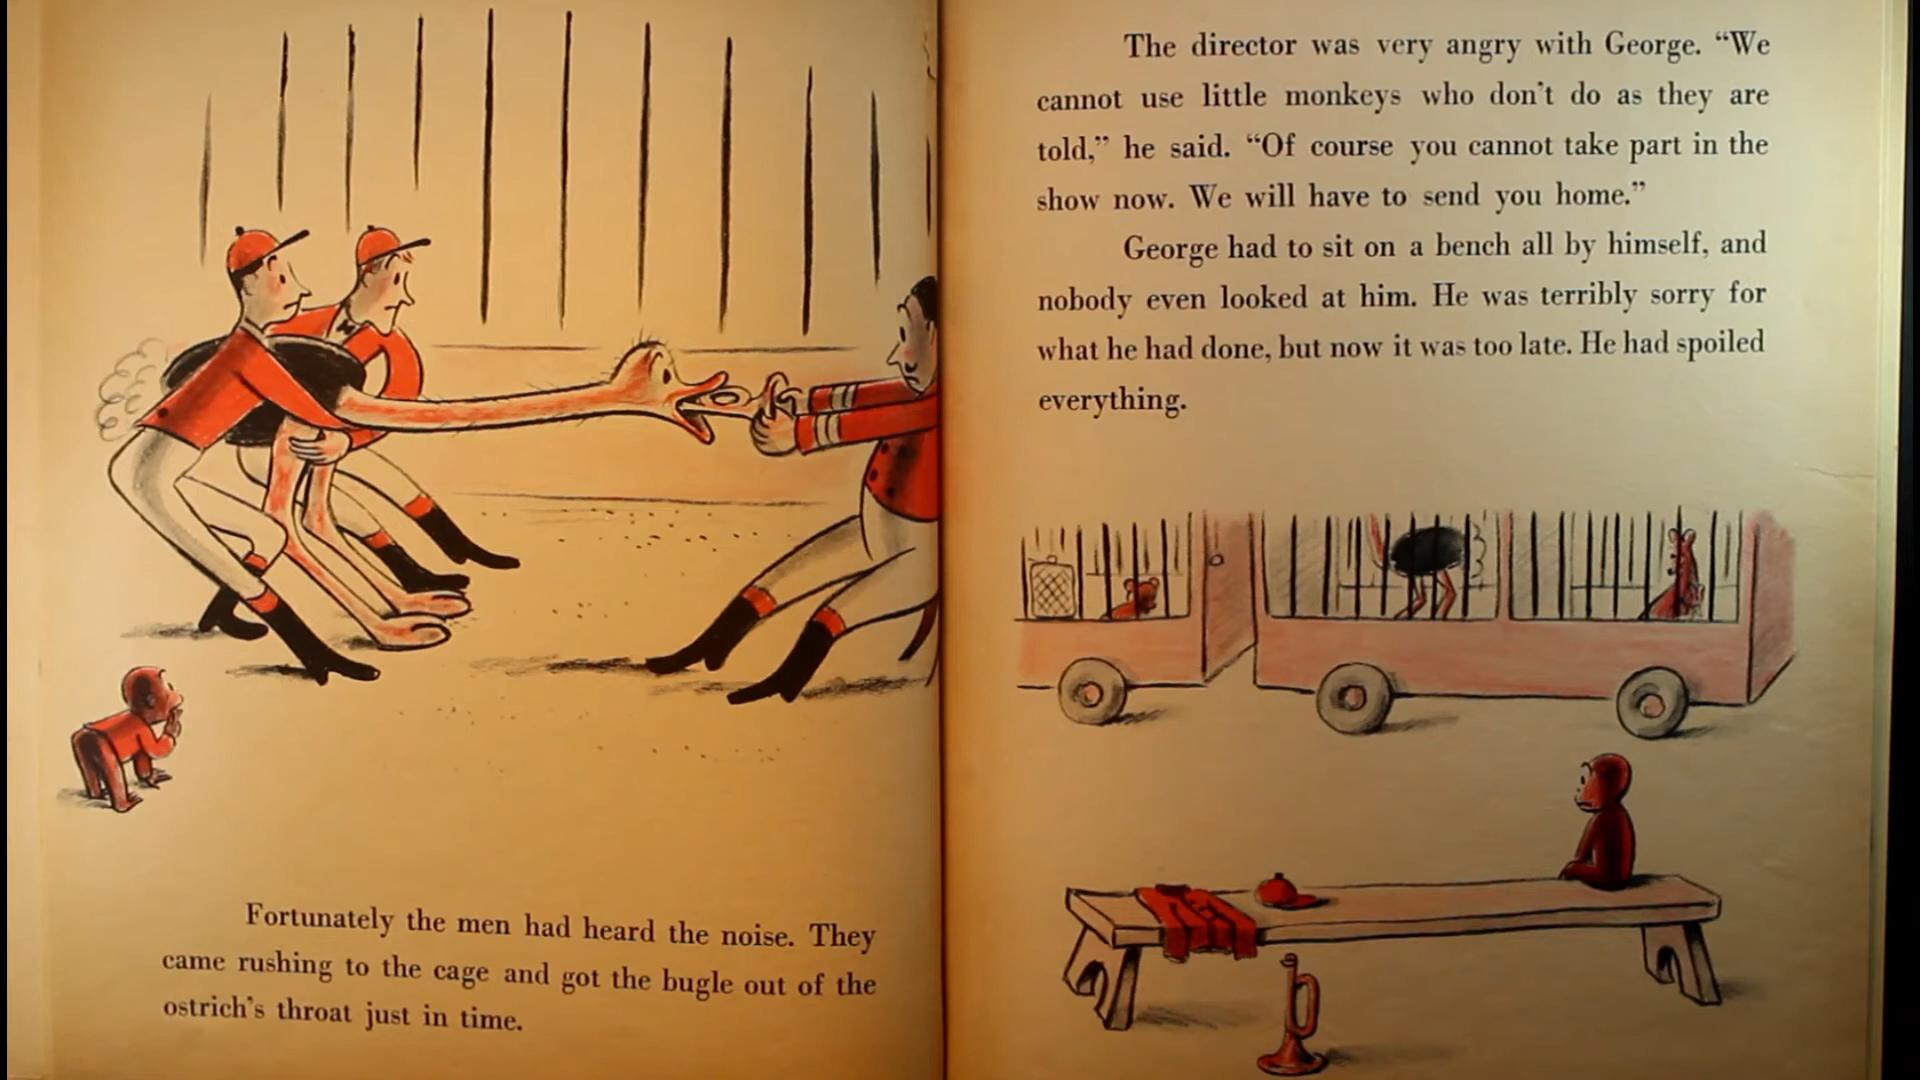 Fortunately the men had heard the noise. They
came rushing to the cage and got the bugle out of the
ostrich's throat just in time.
The director was very angry with George. “We
cannot use little monkeys who don't do as they are
told,” he said. “Of course you cannot take part in the
show now. We will have to send you home.”
George had to sit on a bench all by himself, and
nobody even looked at him. He was terribly sorry for
what he had done, but now it was too late. He had spoiled
everything.